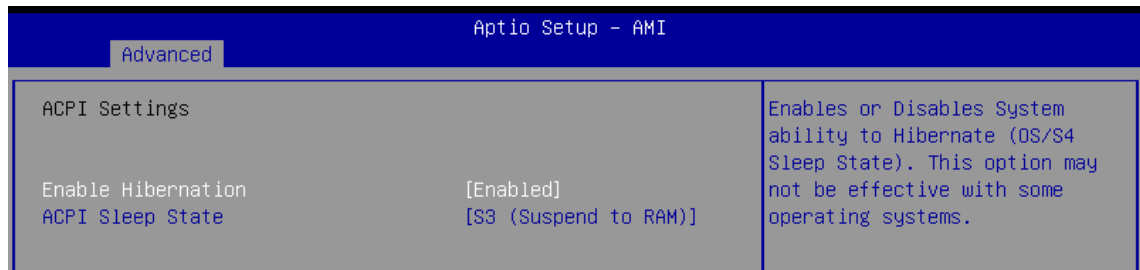 Aptio Setup – AMI
Advanced
ACPI Settings
Enable Hibernation [Enabled]
ACPI Sleep State [S3 (Suspend to RAM)]
Enables or Disables System
ability to Hibernate (OS/S4
Sleep State). This option may
not be effective with some
operating systems.